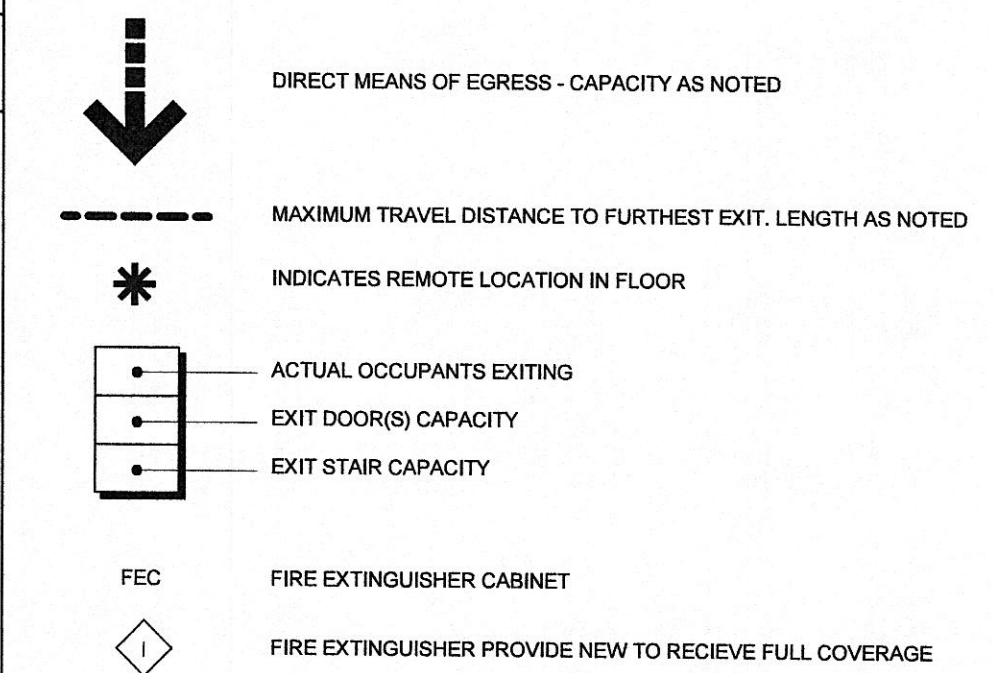 DIRECT MEANS OF EGRESS - CAPACITY AS NOTED
MAXIMUM TRAVEL DISTANCE TO FURTHEST EXIT. LENGTH AS NOTED
INDICATES REMOTE LOCATION IN FLOOR
ACTUAL OCCUPANTS EXITING
EXIT DOOR(S) CAPACITY
EXIT STAIR CAPACITY
FEC FIRE EXTINGUISHER CABINET
I FIRE EXTINGUISHER PROVIDE NEW TO RECIEVE FULL COVERAGE